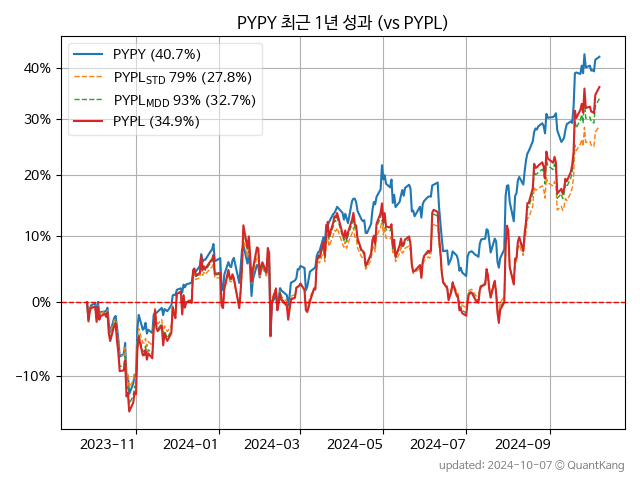 PYPY 최근 1년 성과 (vs PYPL)
PYPY (40.7%)
PYPL_STD 79% (27.8%)
PYPL_MDD 93% (32.7%)
PYPL (34.9%)
40%
30%
20%
10%
0%
−10%
2023-11
2024-01
2024-03
2024-05
2024-07
2024-09
updated: 2024-10-07 © QuantKang